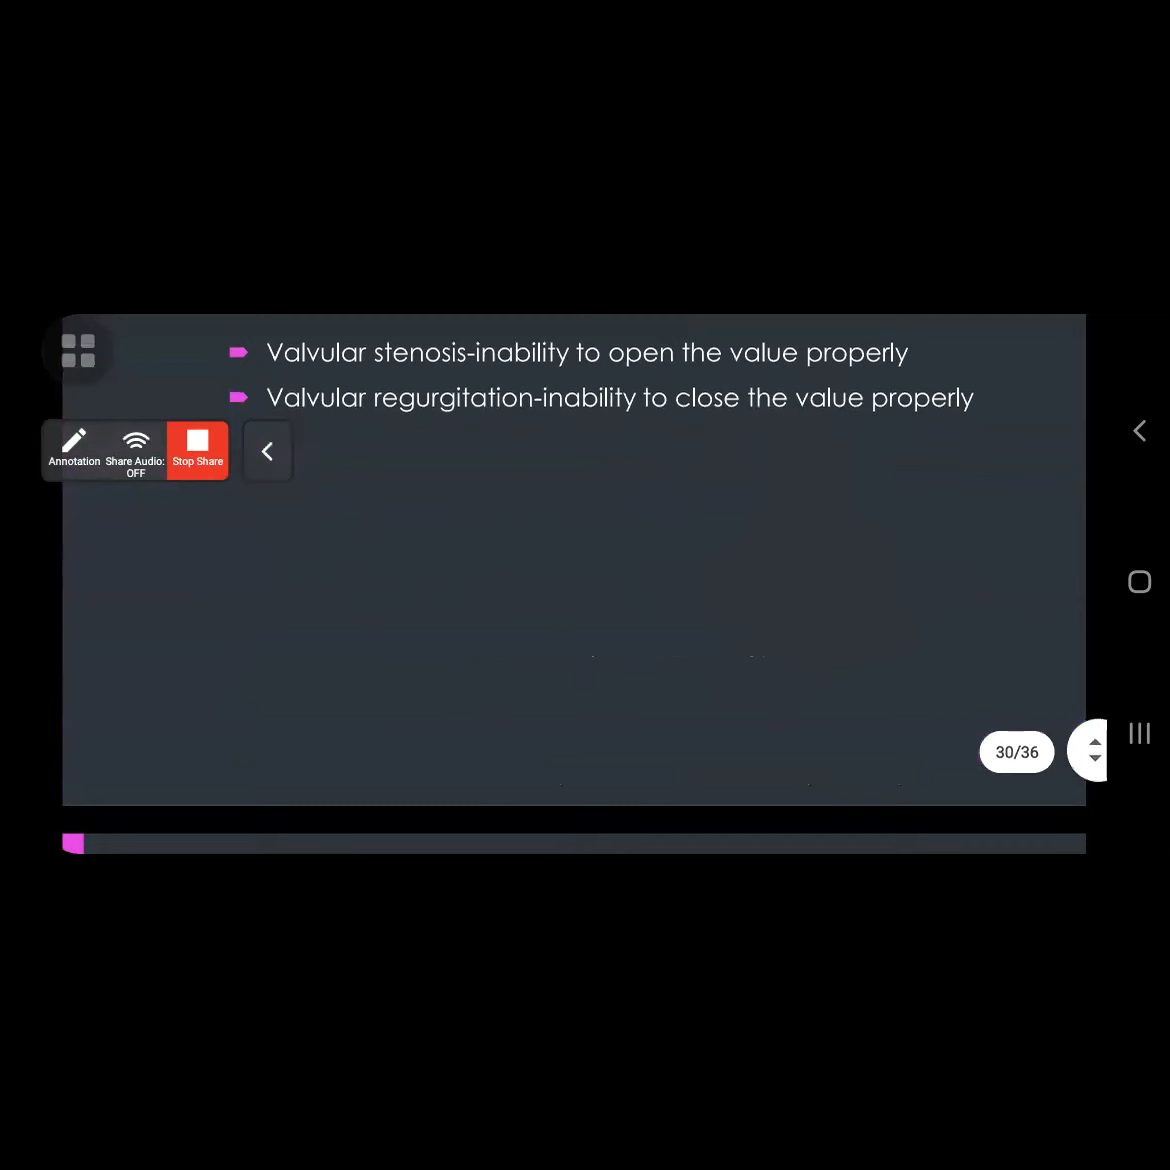 Valvular stenosis-inability to open the value properly
Valvular regurgitation-inability to close the value properly
Annotation
Share Audio:
OFF
Stop Share
30/36